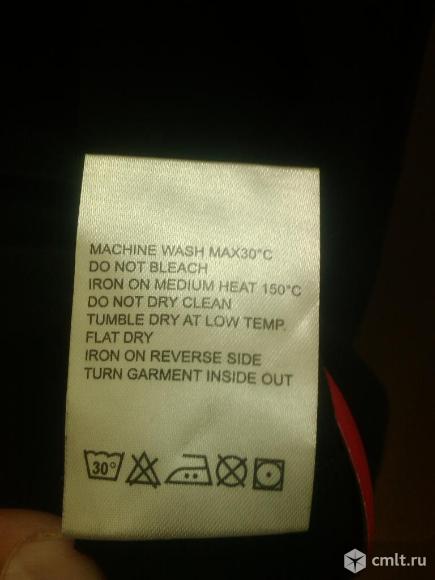 MACHINE WASH MAX30°C
DO NOT BLEACH
IRON ON MEDIUM HEAT 150°C
DO NOT DRY CLEAN
TUMBLE DRY AT LOW TEMP.
FLAT DRY
IRON ON REVERSE SIDE
TURN GARMENT INSIDE OUT
30°
cmlt.ru